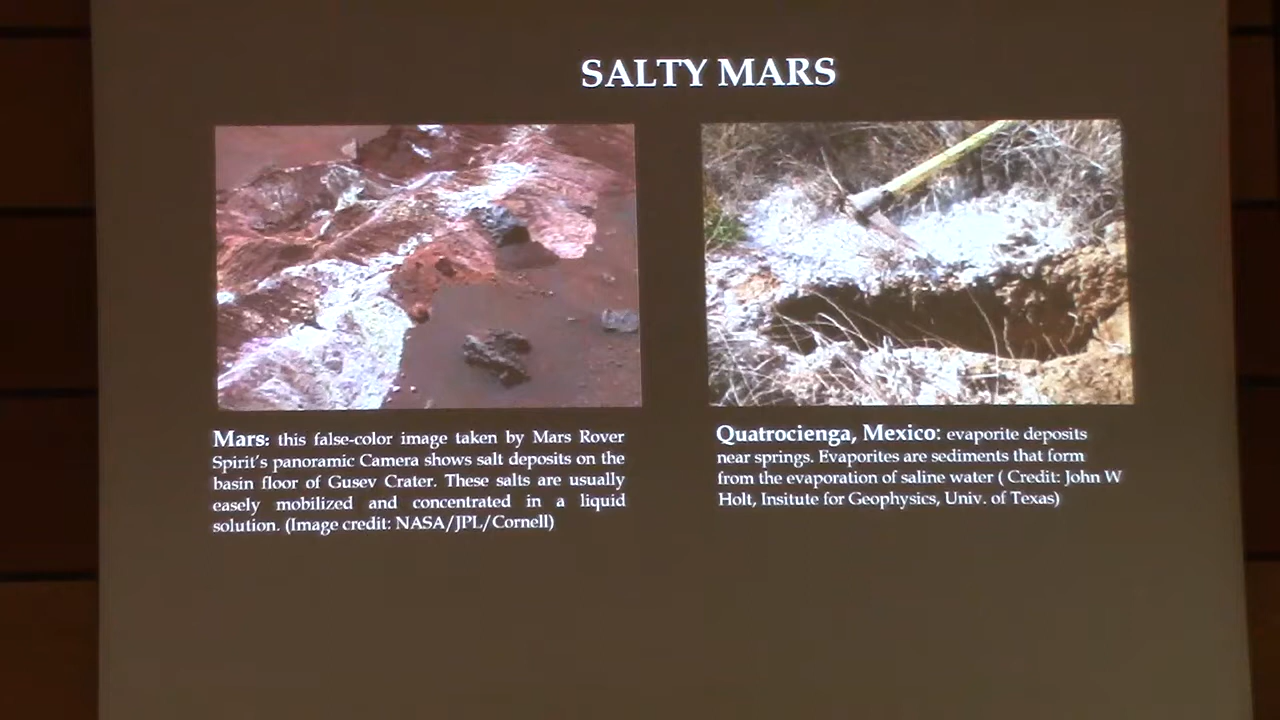 SALTY MARS
Mars: this false-color image taken by Mars Rover
Spirit's panoramic Camera shows salt deposits on the
basin floor of Gusev Crater. These salts are usually
easely mobilized and concentrated in a liquid
solution. (Image credit: NASA/JPL/Cornell)
Quatrocienga, Mexico: evaporite deposits
near springs. Evaporites are sediments that form
from the evaporation of saline water ( Credit: John W
Holt, Insitute for Geophysics, Univ. of Texas)